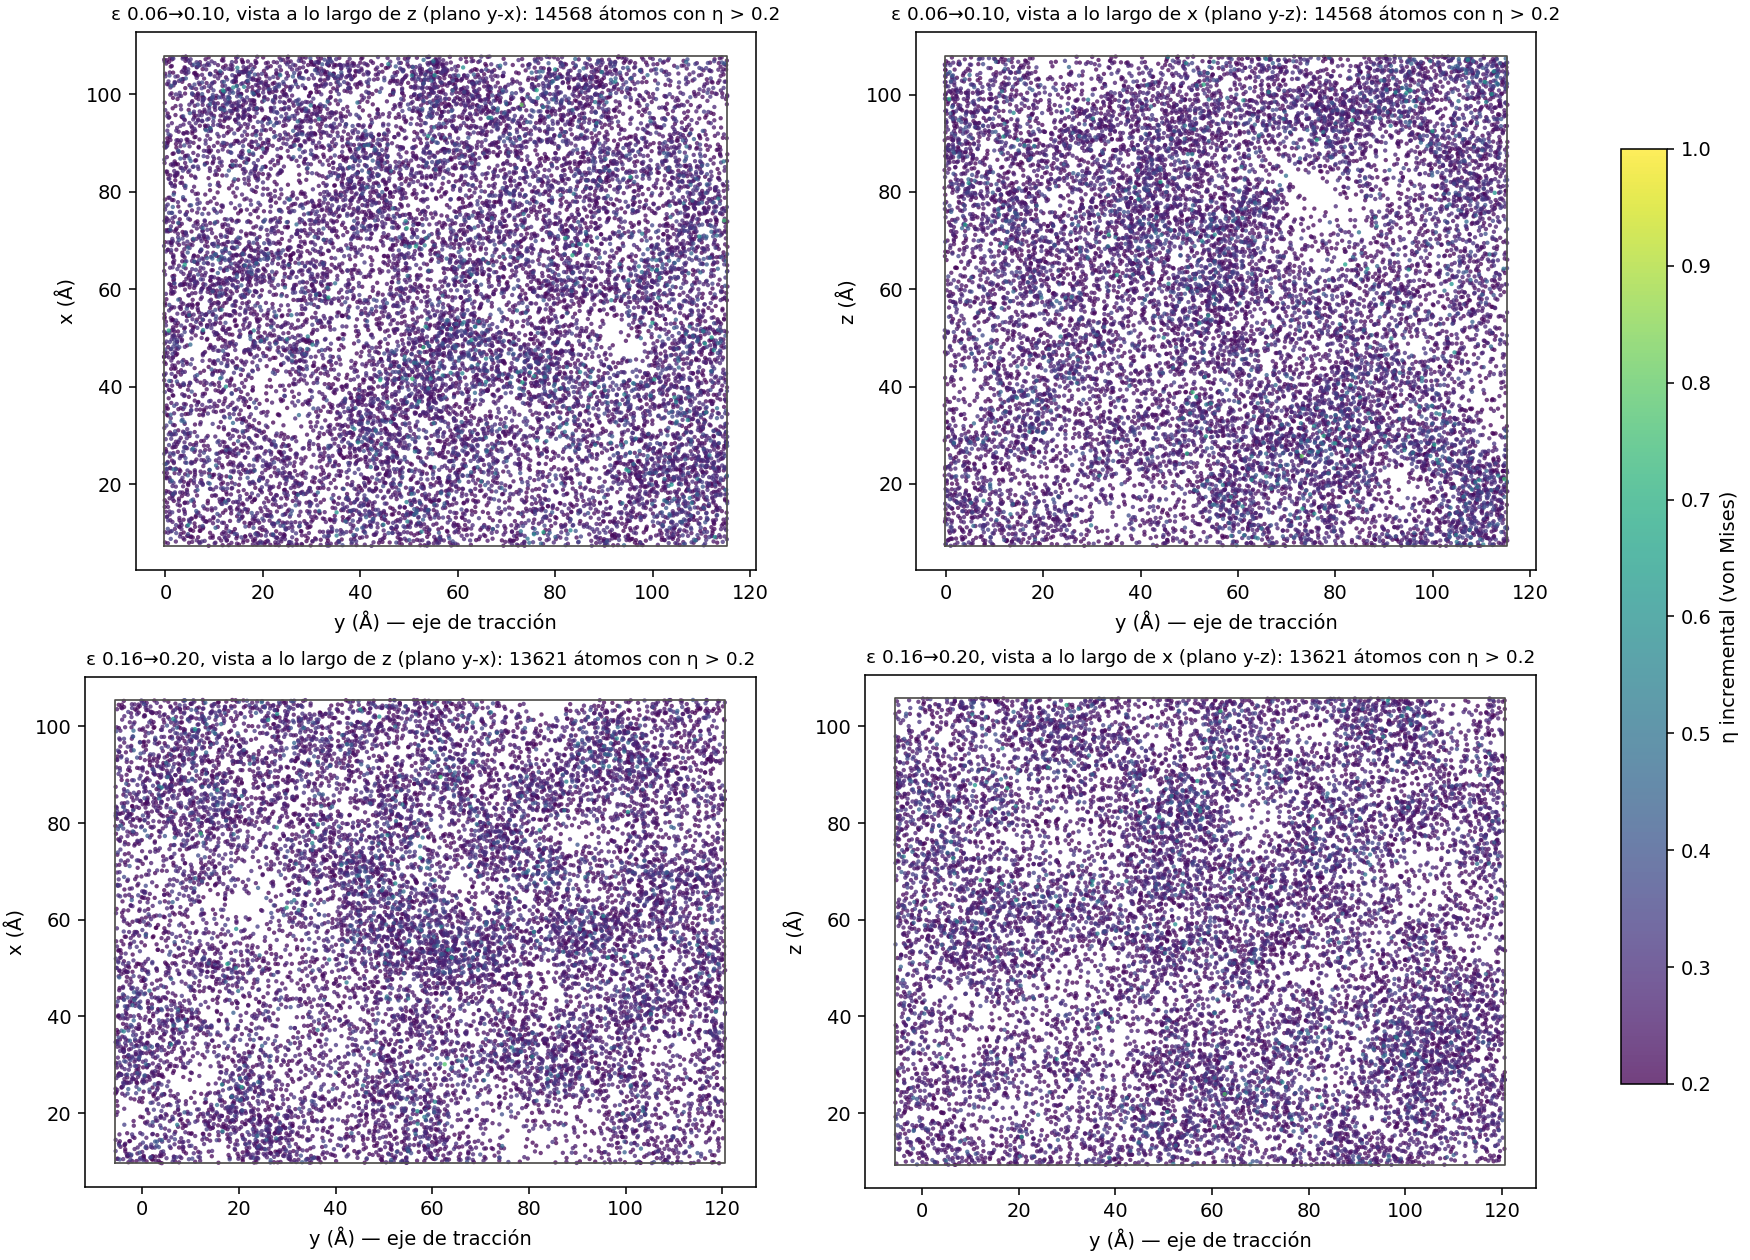 ε 0.06→0.10, vista a lo largo de z (plano y-x): 14568 átomos con η > 0.2
x (Å)
100
80
60
40
20
0 20 40 60 80 100 120
y (Å) — eje de tracción
ε 0.06→0.10, vista a lo largo de x (plano y-z): 14568 átomos con η > 0.2
z (Å)
100
80
60
40
20
0 20 40 60 80 100 120
y (Å) — eje de tracción
ε 0.16→0.20, vista a lo largo de z (plano y-x): 13621 átomos con η > 0.2
x (Å)
100
80
60
40
20
0 20 40 60 80 100 120
y (Å) — eje de tracción
ε 0.16→0.20, vista a lo largo de x (plano y-z): 13621 átomos con η > 0.2
z (Å)
100
80
60
40
20
0 20 40 60 80 100 120
y (Å) — eje de tracción
1.0
0.9
0.8
0.7
0.6
0.5
0.4
0.3
0.2
η incremental (von Mises)